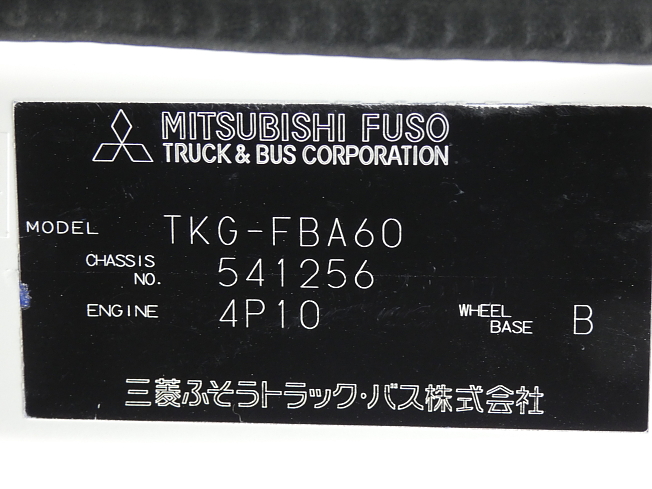 MITSUBISHI FUSO
TRUCK & BUS CORPORATION
MODEL TKG-FBA60
CHASSIS NO. 541256
ENGINE 4P10 WHEEL BASE B
三菱ふそうトラック・バス株式会社